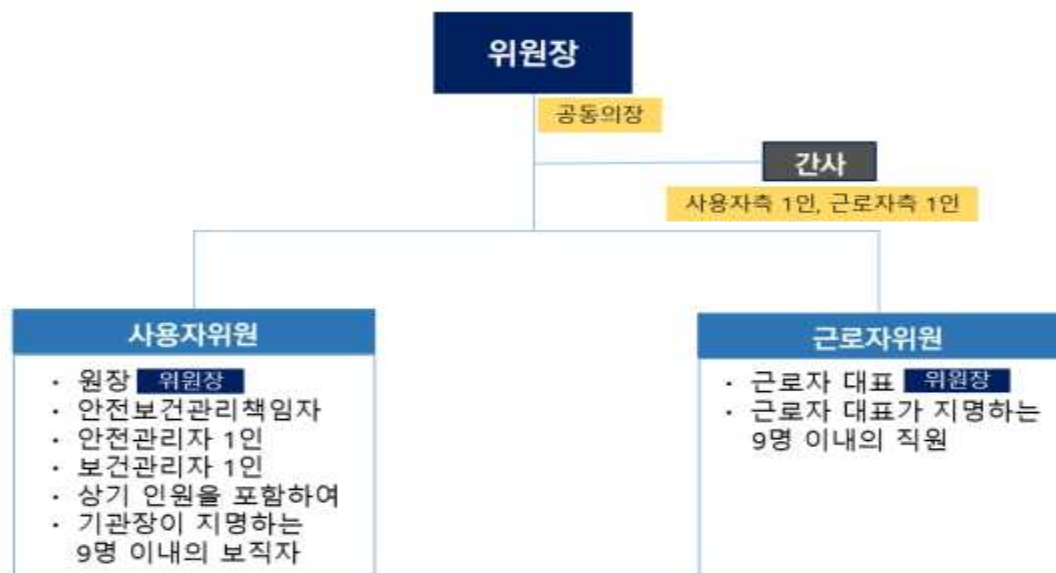 위원장
공동의장
간사
사용자측 1인, 근로자측 1인
사용자위원
· 원장 위원장
· 안전보건관리책임자
· 안전관리자 1인
· 보건관리자 1인
· 상기 인원을 포함하여
· 기관장이 지명하는
9명 이내의 보직자
근로자위원
· 근로자 대표 위원장
· 근로자 대표가 지명하는
9명 이내의 직원